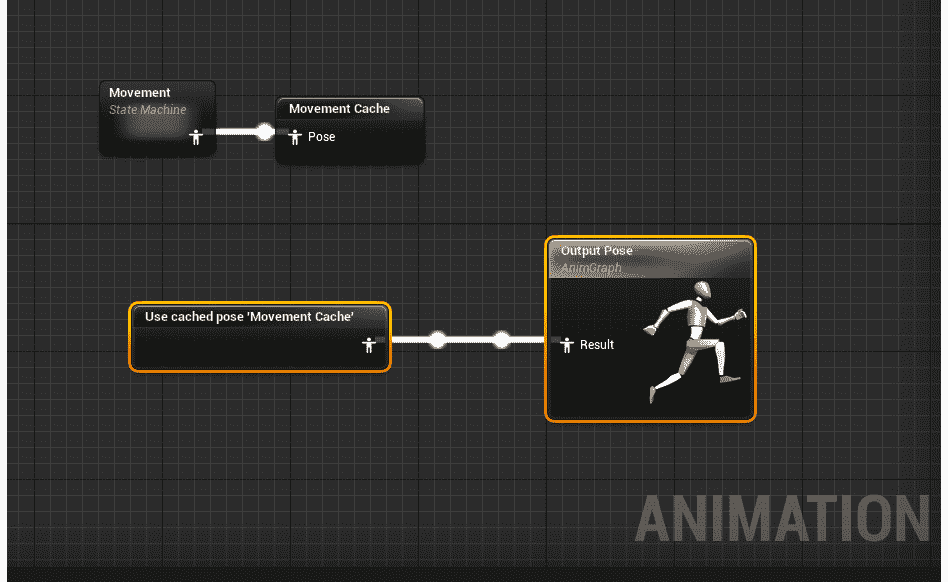 Movement
State Machine
Movement Cache
Pose
Use cached pose 'Movement Cache'
Output Pose
AnimGraph
Result
ANIMATION